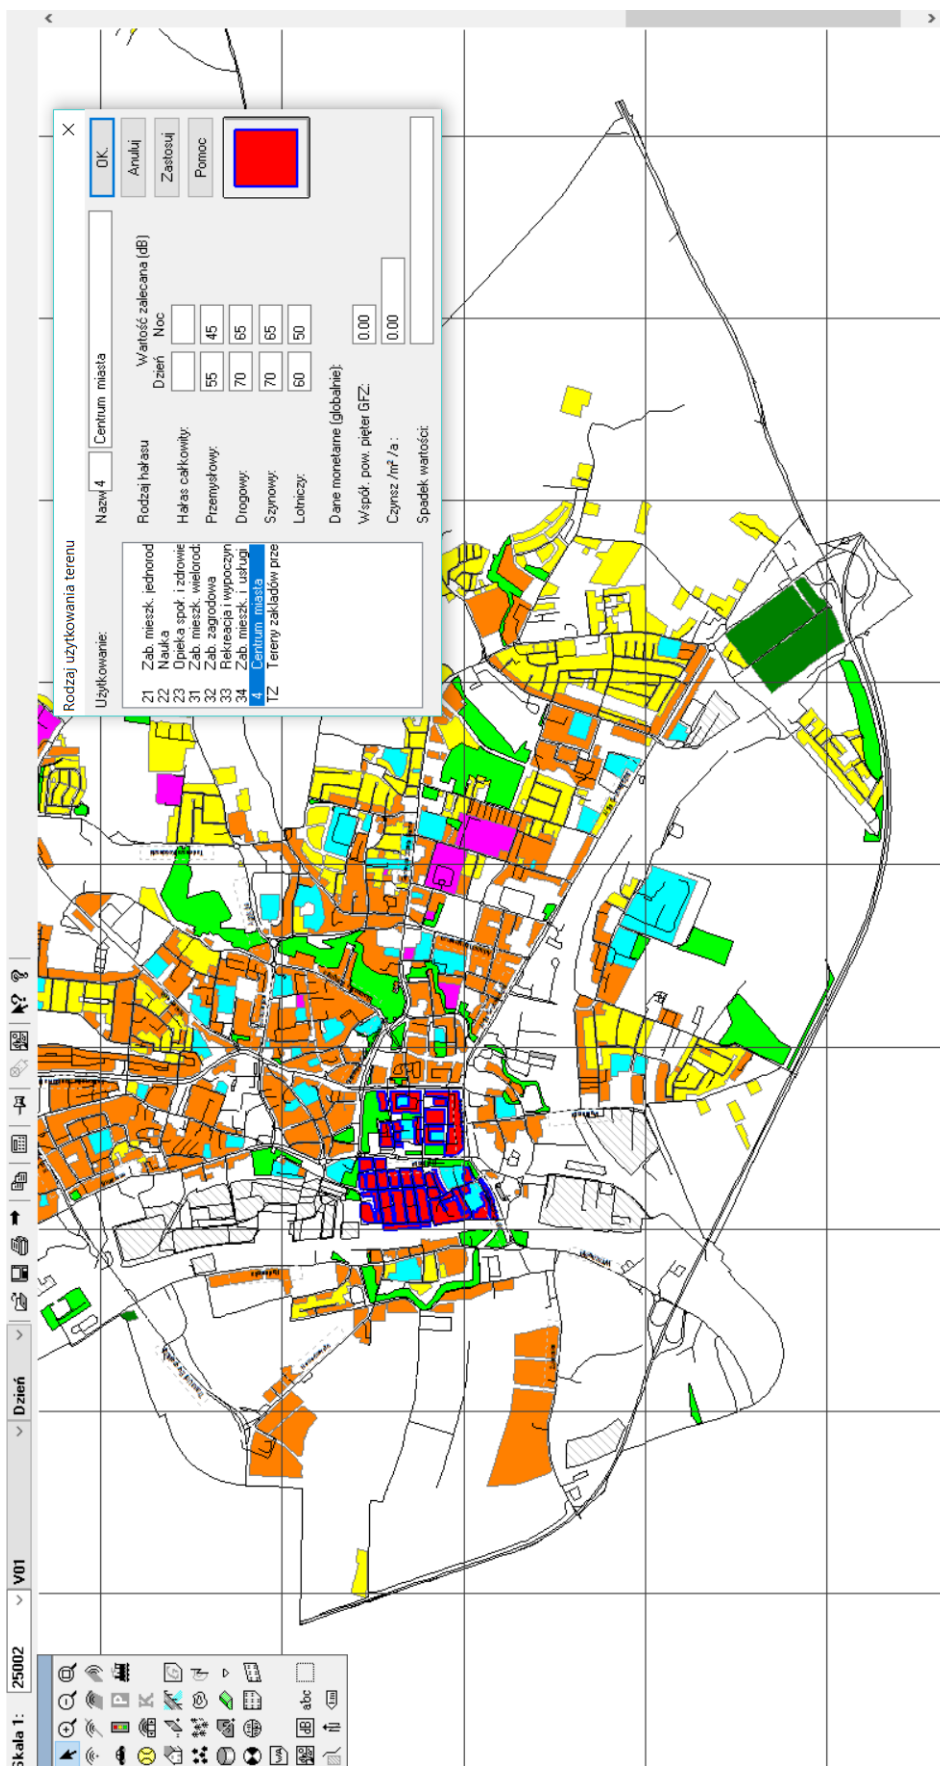 Skala 1: 25002 V01 Dzień
Rodzaj użytkowania terenu
Użytkowanie:
21 Zab. mieszk. jednorod
22 Nauka
23 Opieka społ. i zdrowie
31 Zab. mieszk. wielorod:
32 Zab. zagrodowa
33 Rekreacja i wypoczyn
34 Zab. mieszk. i usługi
4 Centrum miasta
TZ Tereny zakładów prze
Nazw 4 Centrum miasta
Rodzaj hałasu Wartość zalecana (dB)
Dzień Noc
Hałas całkowity:
Przemysłowy: 55 45
Drogowy: 70 65
Szynowy: 70 65
Lotniczy: 60 50
Dane monetarne (globalnie):
Współ. pow. pięter GFZ: 0.00
Czynsz /m² /a : 0.00
Spadek wartości:
OK.
Anuluj
Zastosuj
Pomoc
P
K
G
VA
dB abc